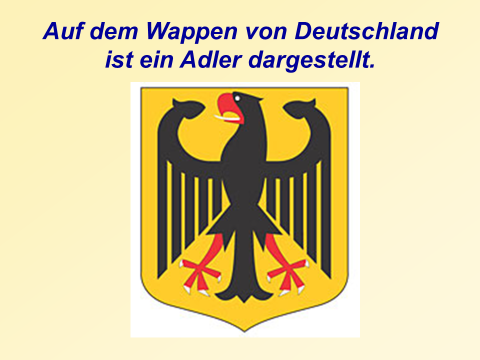 Auf dem Wappen von Deutschland
ist ein Adler dargestellt.